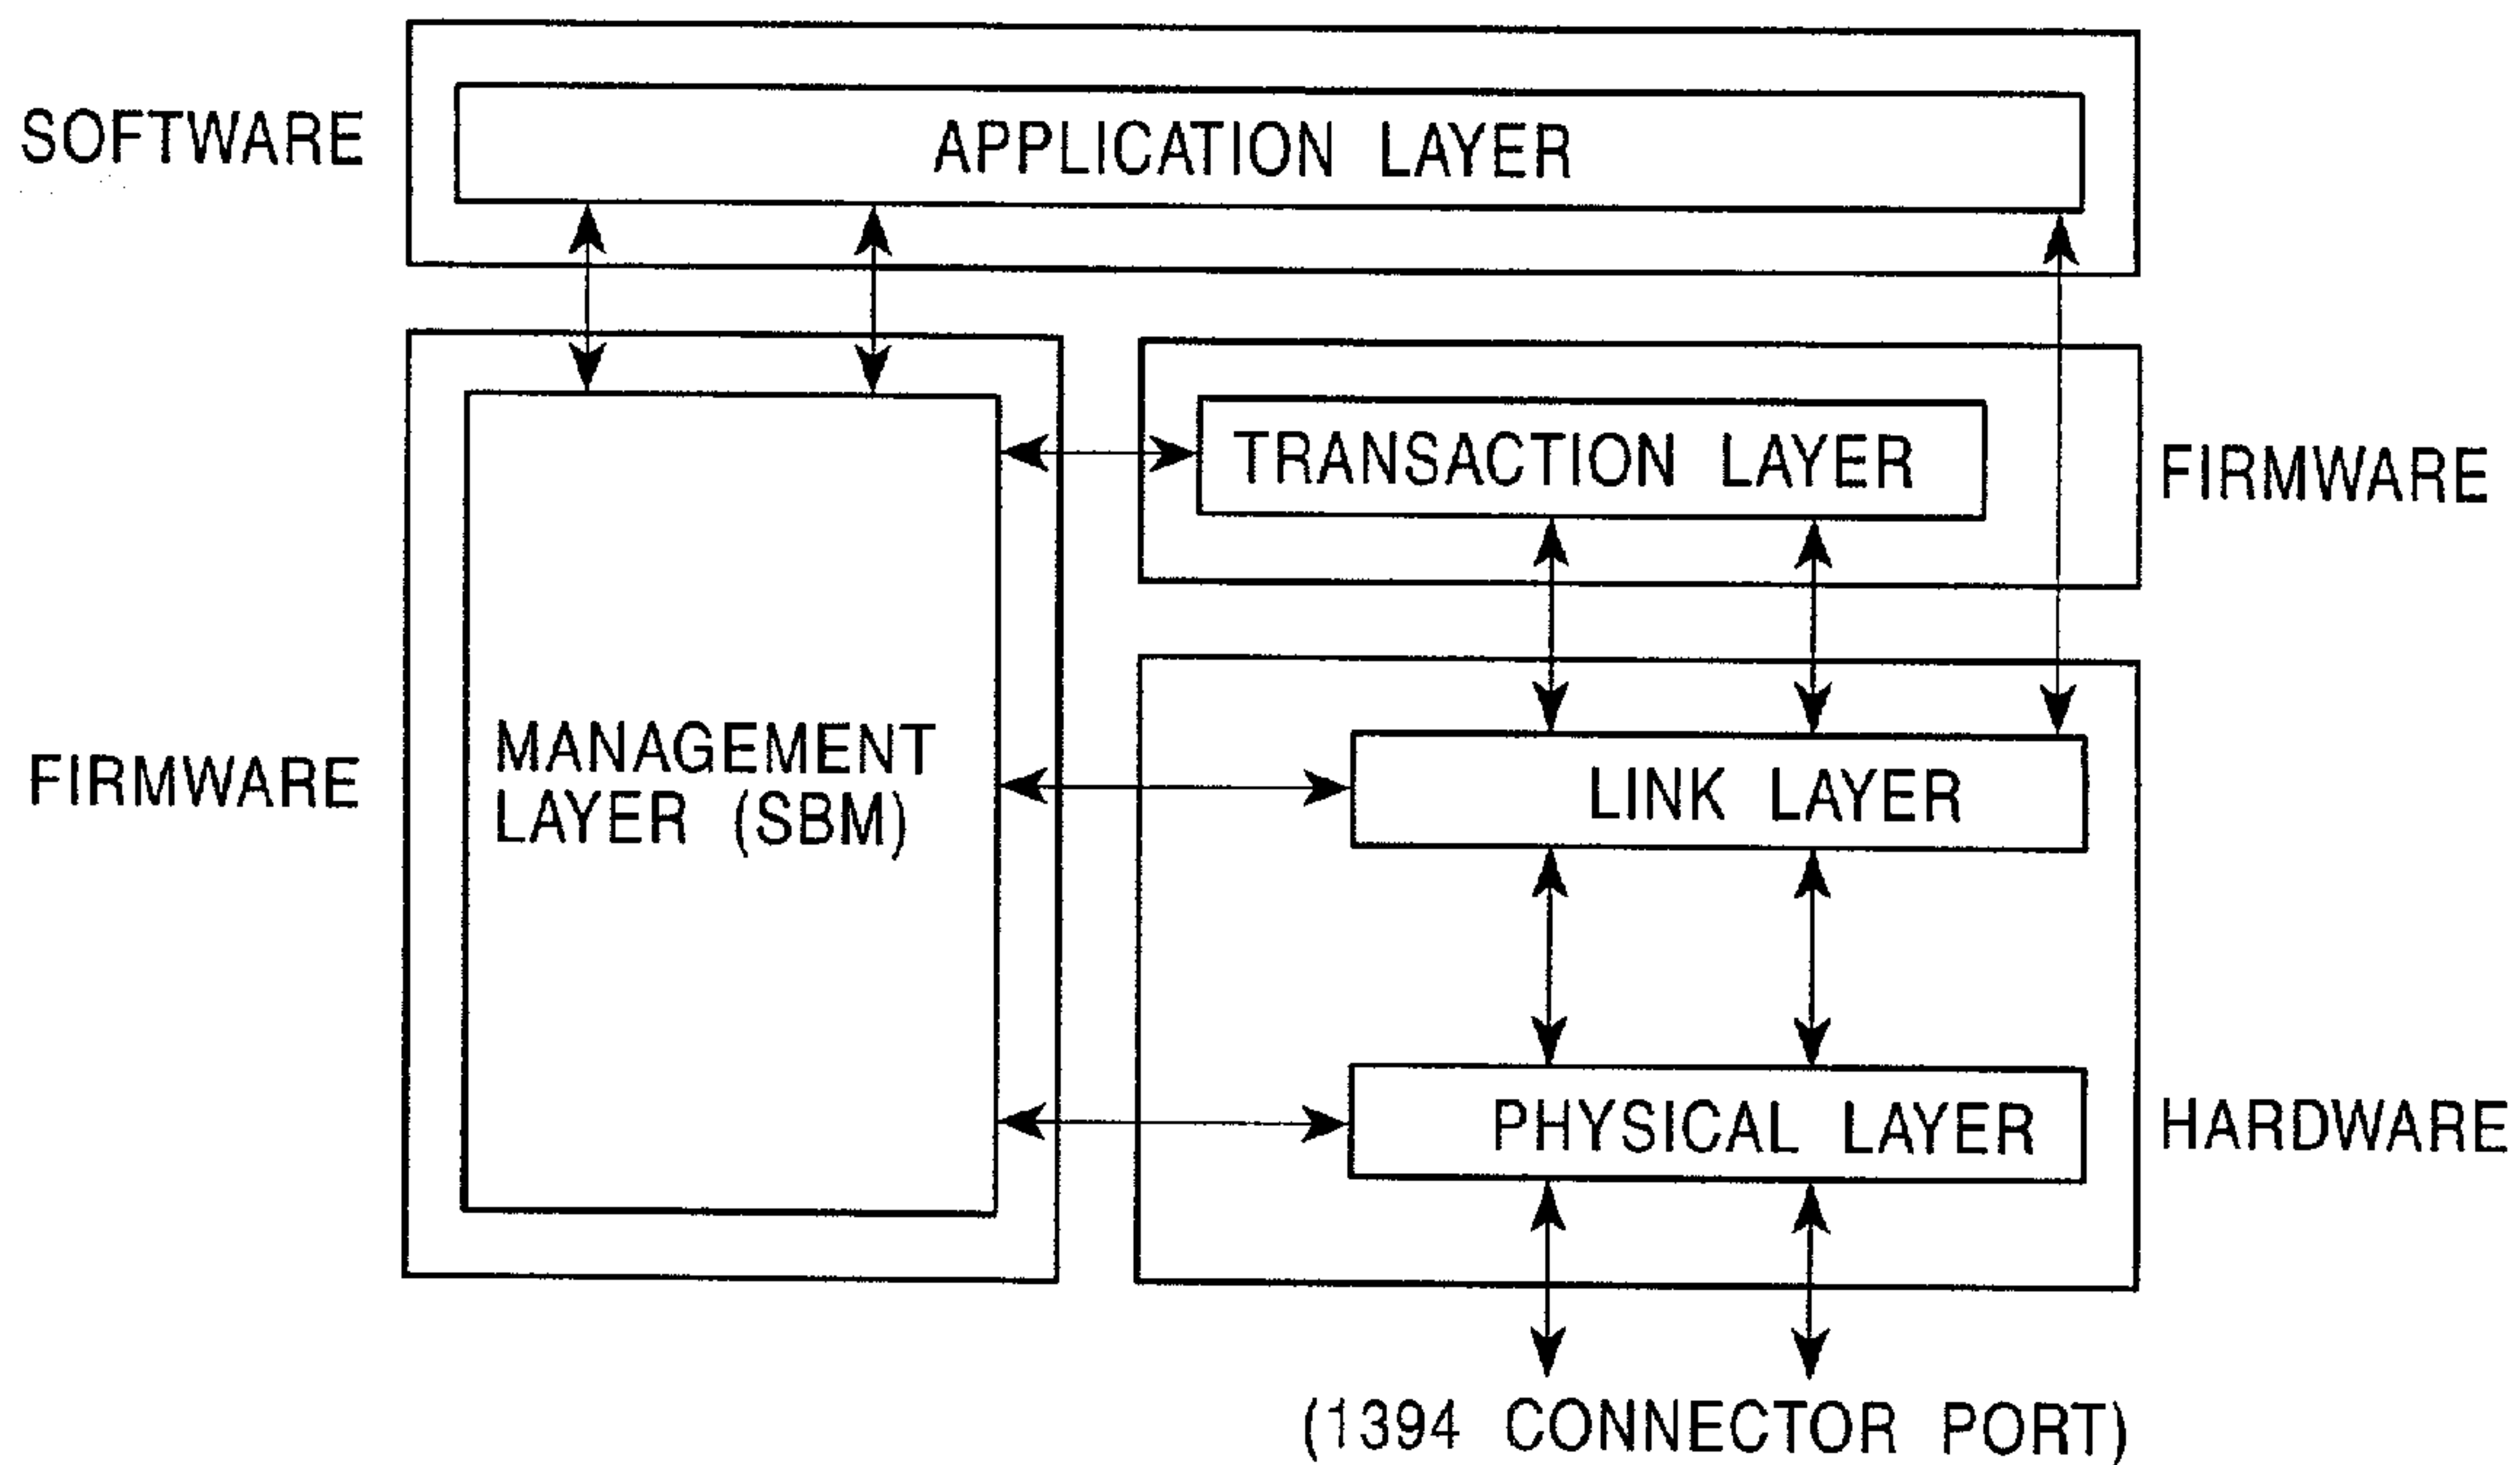 SOFTWARE
APPLICATION LAYER
TRANSACTION LAYER
FIRMWARE
FIRMWARE
MANAGEMENT
LAYER (SBM)
LINK LAYER
PHYSICAL LAYER
HARDWARE
(1394 CONNECTOR PORT)